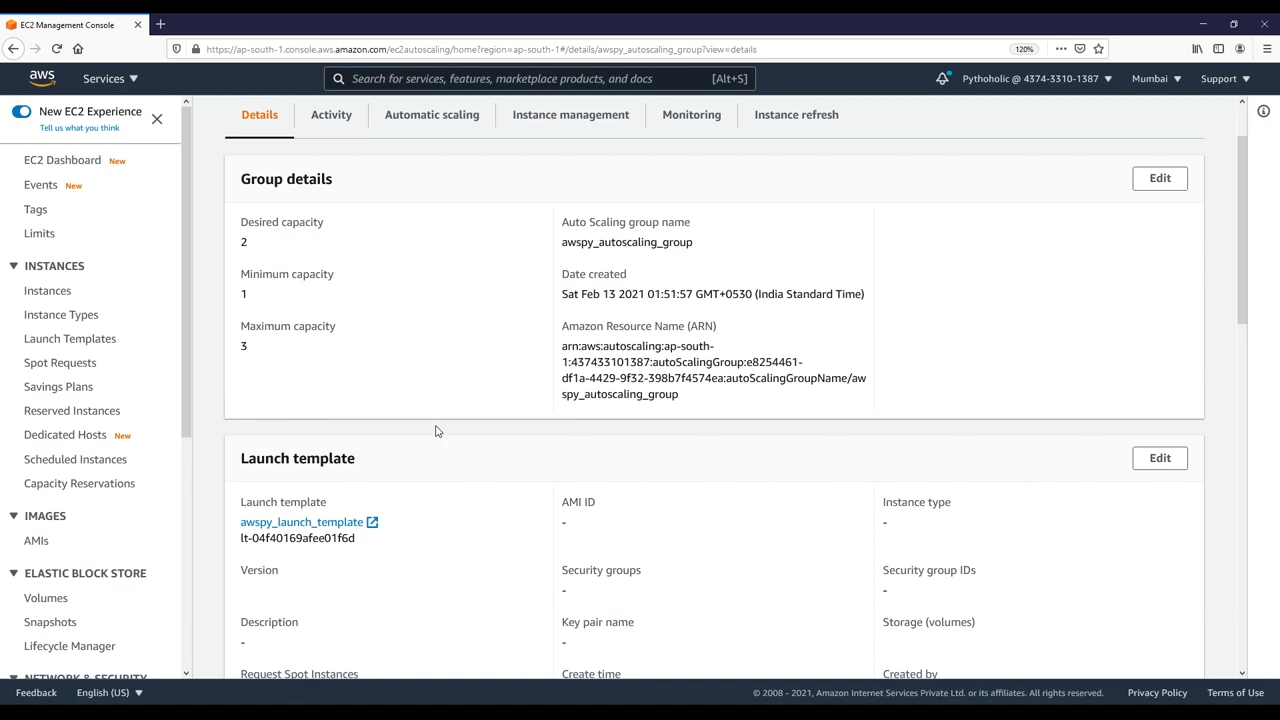 EC2 Management Console
https://ap-south-1.console.aws.amazon.com/ec2autoscaling/home?region=ap-south-1#/details/awspy_autoscaling_group?view=details
120%
aws
Services
Search for services, features, marketplace products, and docs [Alt+S]
Pythoholic @ 4374-3310-1387
Mumbai
Support
New EC2 Experience
Tell us what you think
EC2 Dashboard New
Events New
Tags
Limits
INSTANCES
Instances
Instance Types
Launch Templates
Spot Requests
Savings Plans
Reserved Instances
Dedicated Hosts New
Scheduled Instances
Capacity Reservations
IMAGES
AMIs
ELASTIC BLOCK STORE
Volumes
Snapshots
Lifecycle Manager
NETWORK & SECURITY
Details
Activity
Automatic scaling
Instance management
Monitoring
Instance refresh
Group details
Edit
Desired capacity
2
Minimum capacity
1
Maximum capacity
3
Auto Scaling group name
awspy_autoscaling_group
Date created
Sat Feb 13 2021 01:51:57 GMT+0530 (India Standard Time)
Amazon Resource Name (ARN)
arn:aws:autoscaling:ap-south-
1:437433101387:autoScalingGroup:e8254461-
df1a-4429-9f32-398b7f4574ea:autoScalingGroupName/aw
spy_autoscaling_group
Launch template
Edit
Launch template
awspy_launch_template
lt-04f40169afee01f6d
AMI ID
-
Instance type
-
Version
Security groups
-
Security group IDs
-
Description
-
Key pair name
-
Storage (volumes)
Request Spot Instances
Create time
Created by
Feedback
English (US)
© 2008 - 2021, Amazon Internet Services Private Ltd. or its affiliates. All rights reserved.
Privacy Policy
Terms of Use